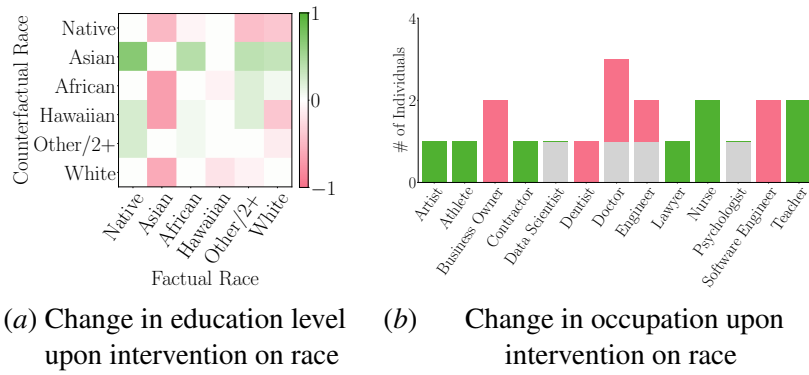 Counterfactual Race
Native
Asian
African
Hawaiian
Other/2+
White
Native
Asian
African
Hawaiian
Other/2+
White
Factual Race
1
0
−1
# of Individuals
4
2
0
Artist
Athlete
Business Owner
Contractor
Data Scientist
Dentist
Doctor
Engineer
Lawyer
Nurse
Psychologist
Software Engineer
Teacher
(a) Change in education level
upon intervention on race
(b) Change in occupation upon
intervention on race